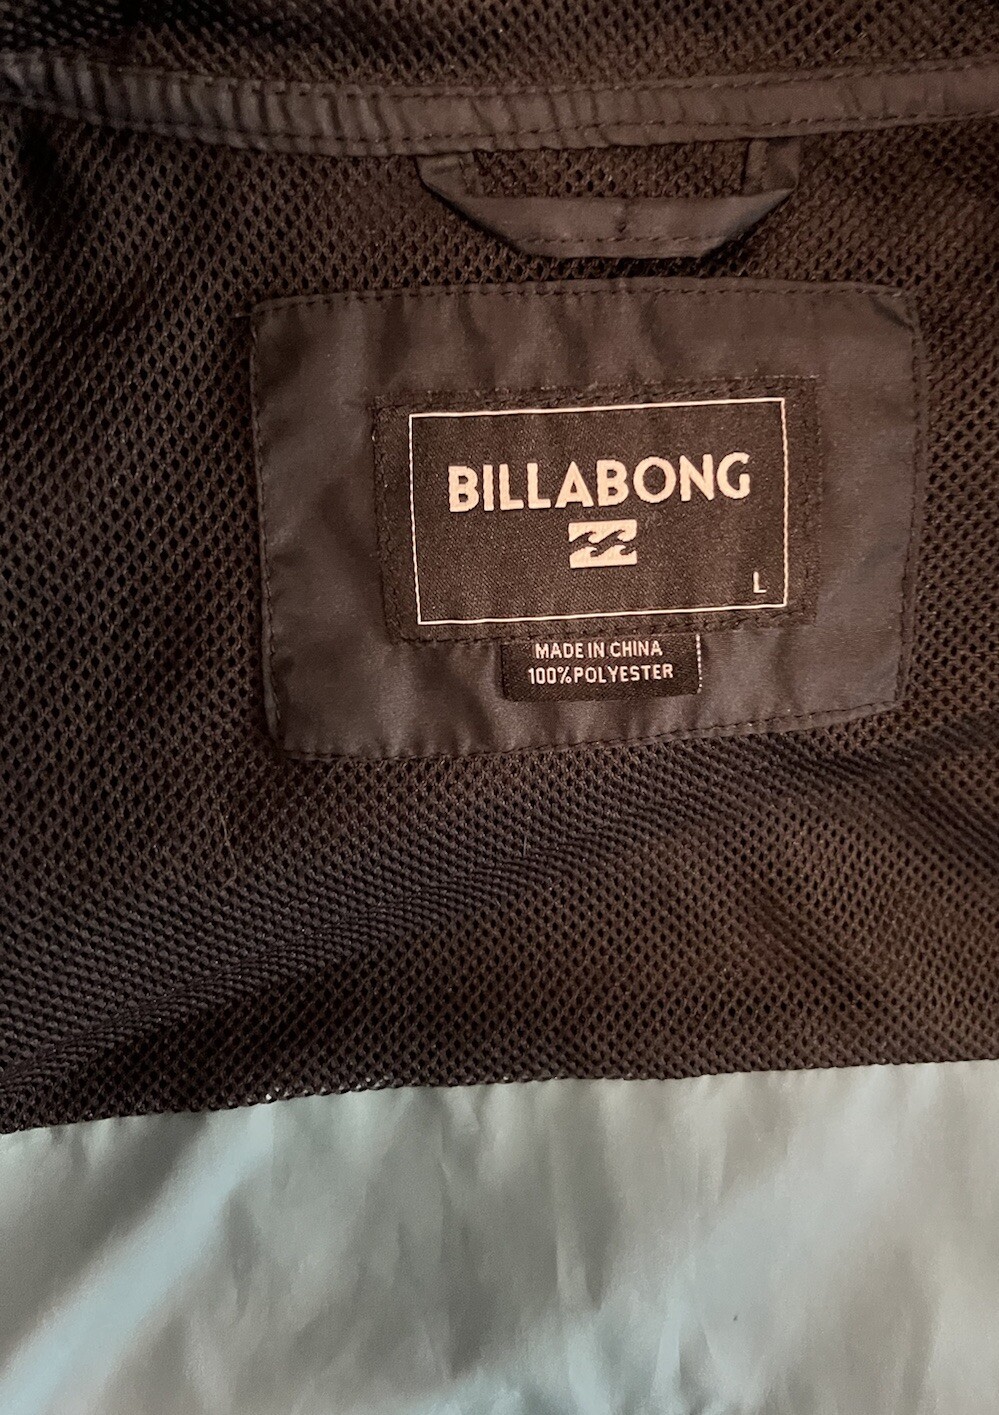 BILLABONG
L
MADE IN CHINA
100% POLYESTER